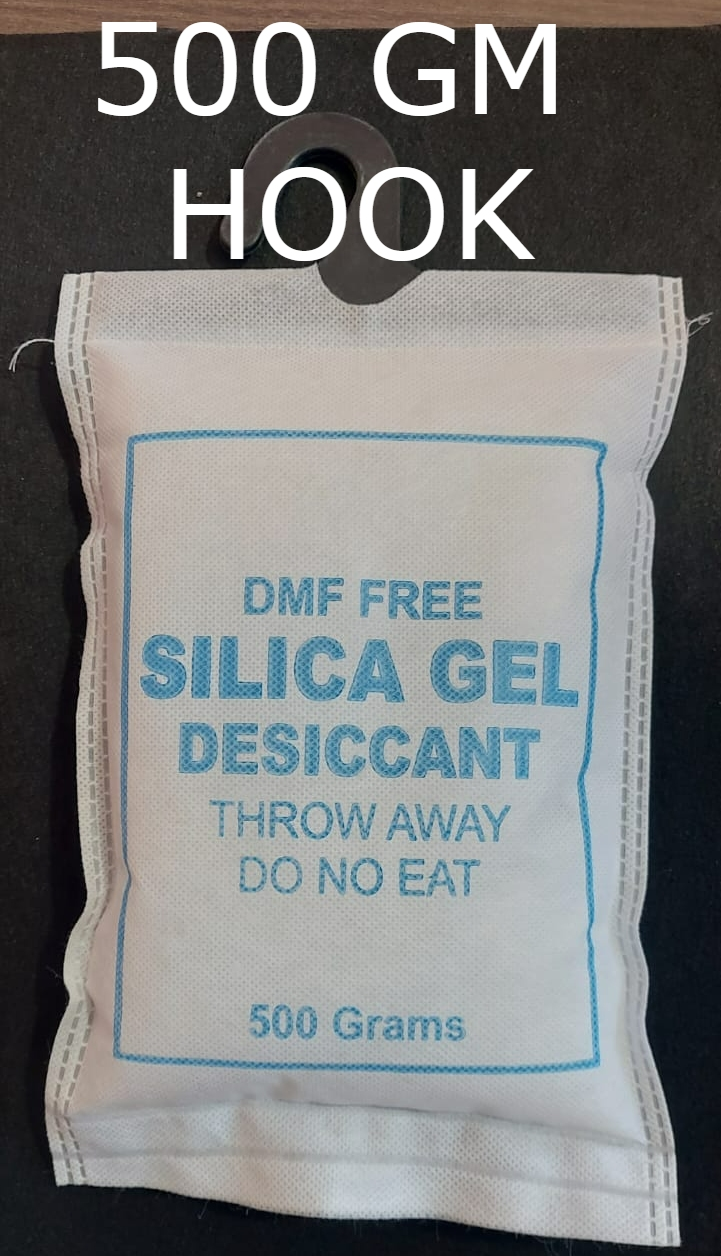 500 GM
HOOK
DMF FREE
SILICA GEL
DESICCANT
THROW AWAY
DO NO EAT
500 Grams